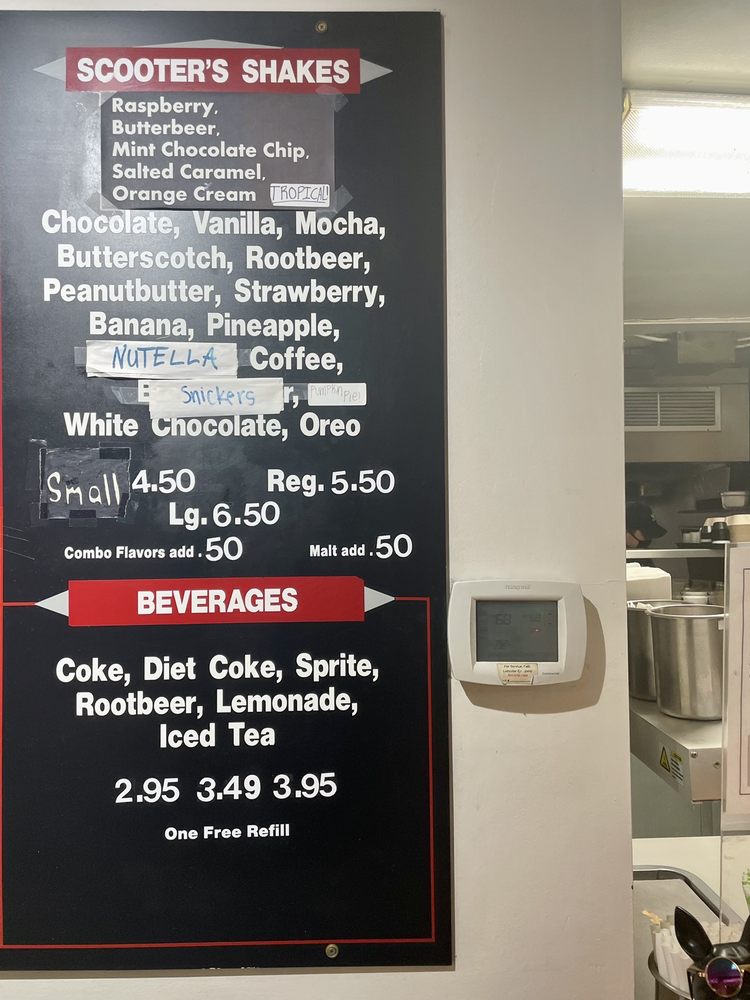 SCOOTER'S SHAKES
Raspberry,
Butterbeer,
Mint Chocolate Chip,
Salted Caramel,
Orange Cream TROPICAL!
Chocolate, Vanilla, Mocha,
Butterscotch, Rootbeer,
Peanutbutter, Strawberry,
Banana, Pineapple,
NUTELLA Coffee,
Snickers r, Pumpkin Pie!
White Chocolate, Oreo
Small 4.50 Reg. 5.50
Lg. 6.50
Combo Flavors add .50 Malt add .50
BEVERAGES
Coke, Diet Coke, Sprite,
Rootbeer, Lemonade,
Iced Tea
2.95 3.49 3.95
One Free Refill
Honeywell